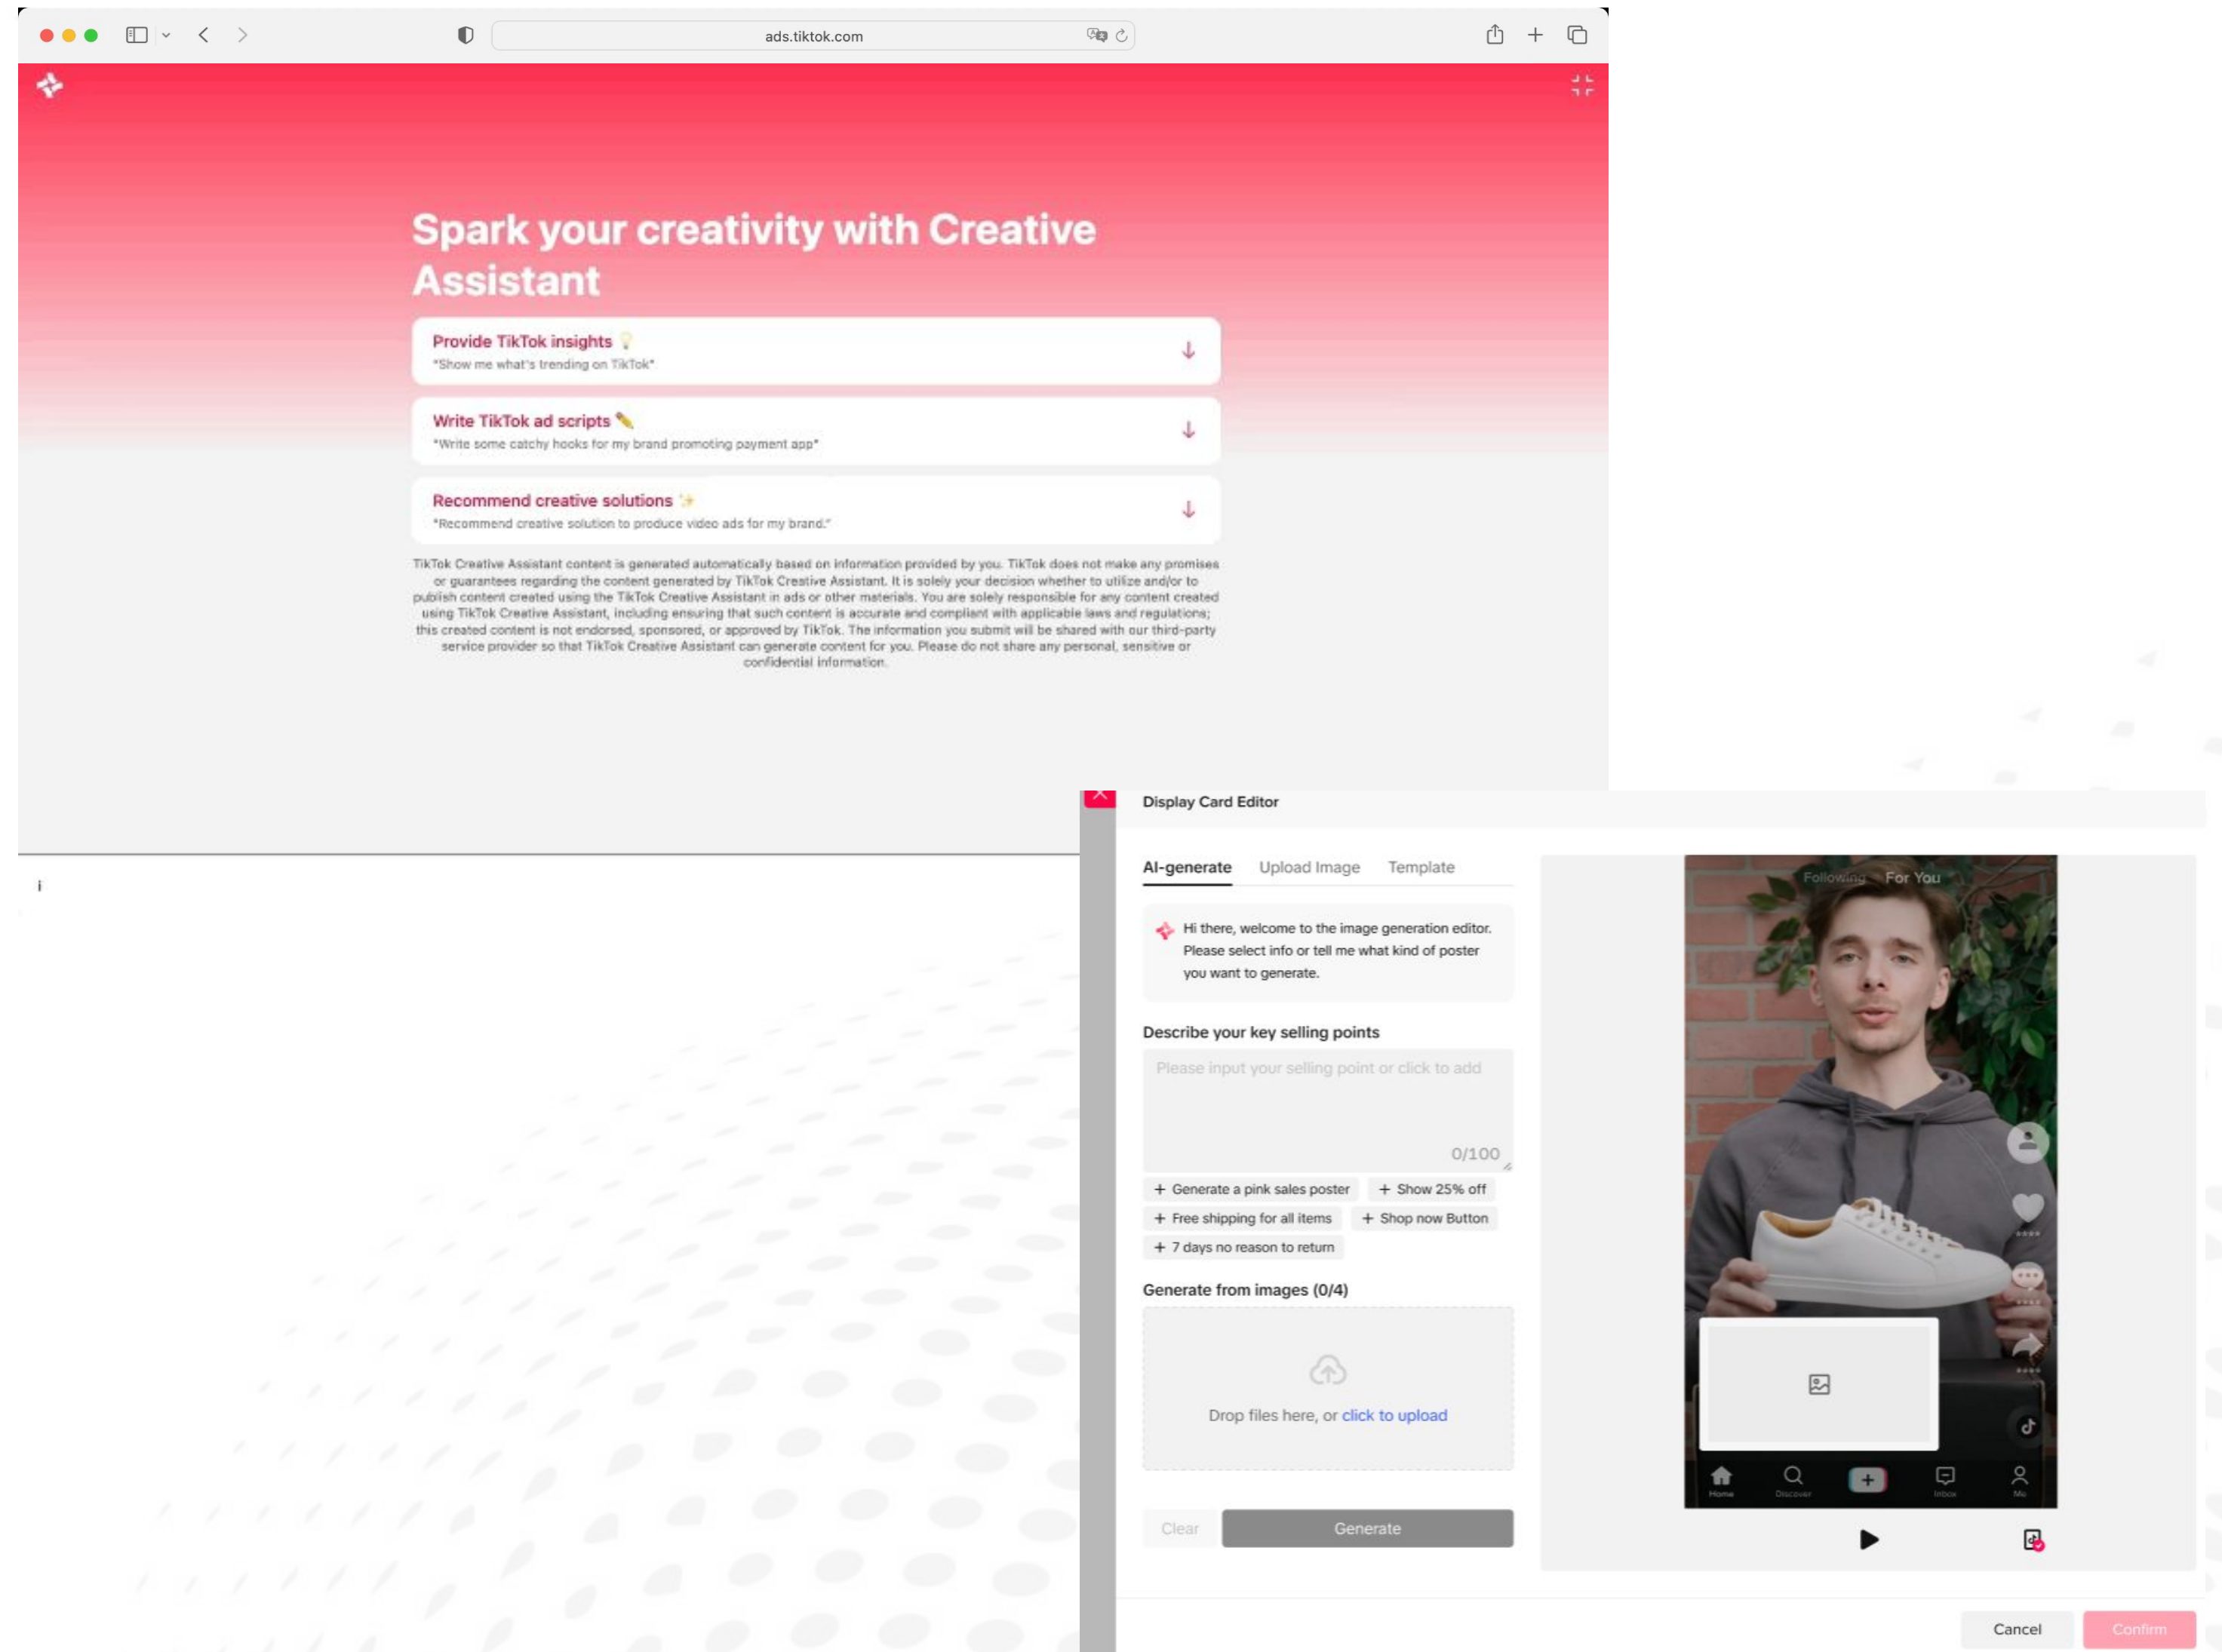 ads.tiktok.com
Spark your creativity with Creative
Assistant
Provide TikTok insights 💡
"Show me what's trending on TikTok"
Write TikTok ad scripts ✏️
"Write some catchy hooks for my brand promoting payment app"
Recommend creative solutions ✨
"Recommend creative solution to produce video ads for my brand."
TikTok Creative Assistant content is generated automatically based on information provided by you. TikTok does not make any promises
or guarantees regarding the content generated by TikTok Creative Assistant. It is solely your decision whether to utilize and/or to
publish content created using the TikTok Creative Assistant in ads or other materials. You are solely responsible for any content created
using TikTok Creative Assistant, including ensuring that such content is accurate and compliant with applicable laws and regulations;
this created content is not endorsed, sponsored, or approved by TikTok. The information you submit will be shared with our third-party
service provider so that TikTok Creative Assistant can generate content for you. Please do not share any personal, sensitive or
confidential information.
i
Display Card Editor
AI-generate Upload Image Template
Hi there, welcome to the image generation editor.
Please select info or tell me what kind of poster
you want to generate.
Describe your key selling points
Please input your selling point or click to add
0/100
+ Generate a pink sales poster + Show 25% off
+ Free shipping for all items + Shop now Button
+ 7 days no reason to return
Generate from images (0/4)
Drop files here, or click to upload
Clear Generate
Following For You
Home Discover Inbox Me
Cancel Confirm